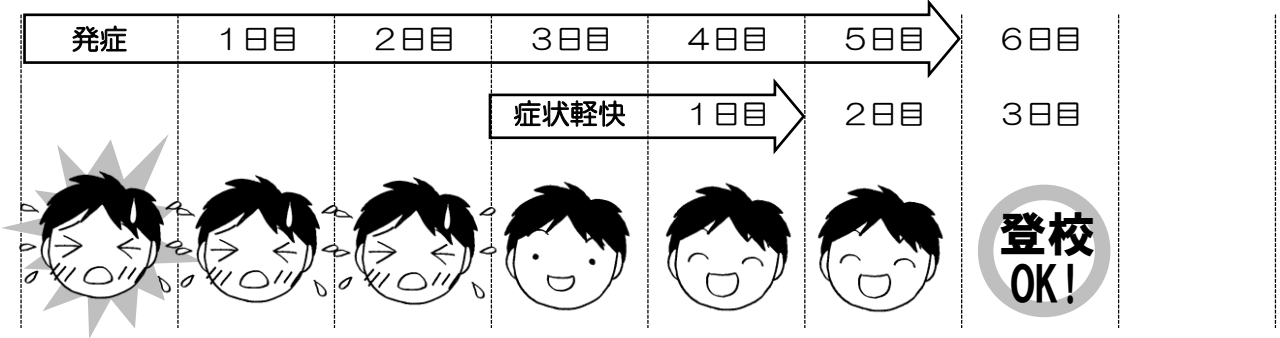 発症 １日目 ２日目 ３日目 ４日目 ５日目 ６日目
症状軽快 １日目 ２日目 ３日目
登校
OK!